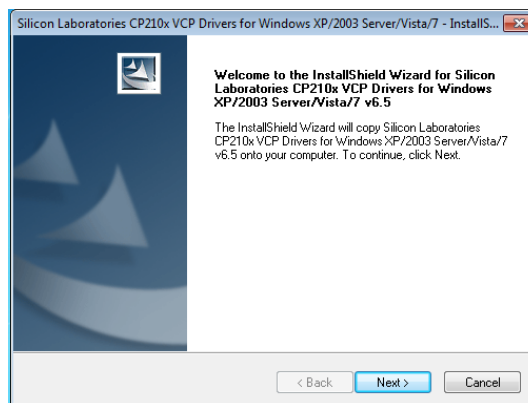 Silicon Laboratories CP210x VCP Drivers for Windows XP/2003 Server/Vista/7 - InstallS...
Welcome to the InstallShield Wizard for Silicon
Laboratories CP210x VCP Drivers for Windows
XP/2003 Server/Vista/7 v6.5
The InstallShield Wizard will copy Silicon Laboratories
CP210x VCP Drivers for Windows XP/2003 Server/Vista/7
v6.5 onto your computer. To continue, click Next.
< Back
Next >
Cancel